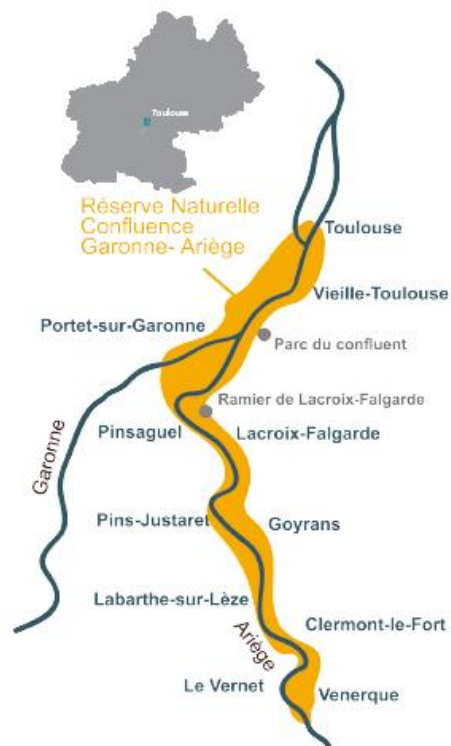 Toulouse
Réserve Naturelle
Confluence
Garonne- Ariège
Toulouse
Vieille-Toulouse
Portet-sur-Garonne
Parc du confluent
Ramier de Lacroix-Falgarde
Pinsaguel
Lacroix-Falgarde
Garonne
Pins-Justaret
Goyrans
Labarthe-sur-Lèze
Ariège
Clermont-le-Fort
Le Vernet
Venerque